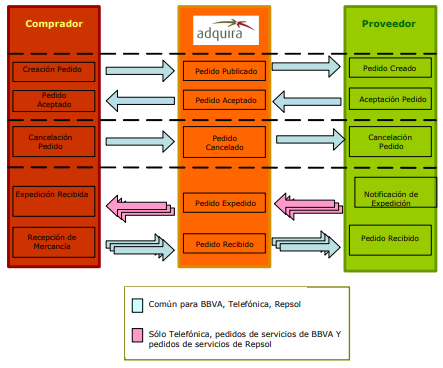 Comprador
adquira
Proveedor
Creación Pedido
Pedido Publicado
Pedido Creado
Pedido
Aceptado
Pedido Aceptado
Aceptación Pedido
Cancelación
Pedido
Pedido
Cancelado
Cancelación
Pedido
Expedición Recibida
Pedido Expedido
Notificación de
Expedición
Recepción de
Mercancía
Pedido Recibido
Pedido Recibido
Común para BBVA, Telefónica, Repsol
Sólo Telefónica, pedidos de servicios de BBVA Y
pedidos de servicios de Repsol